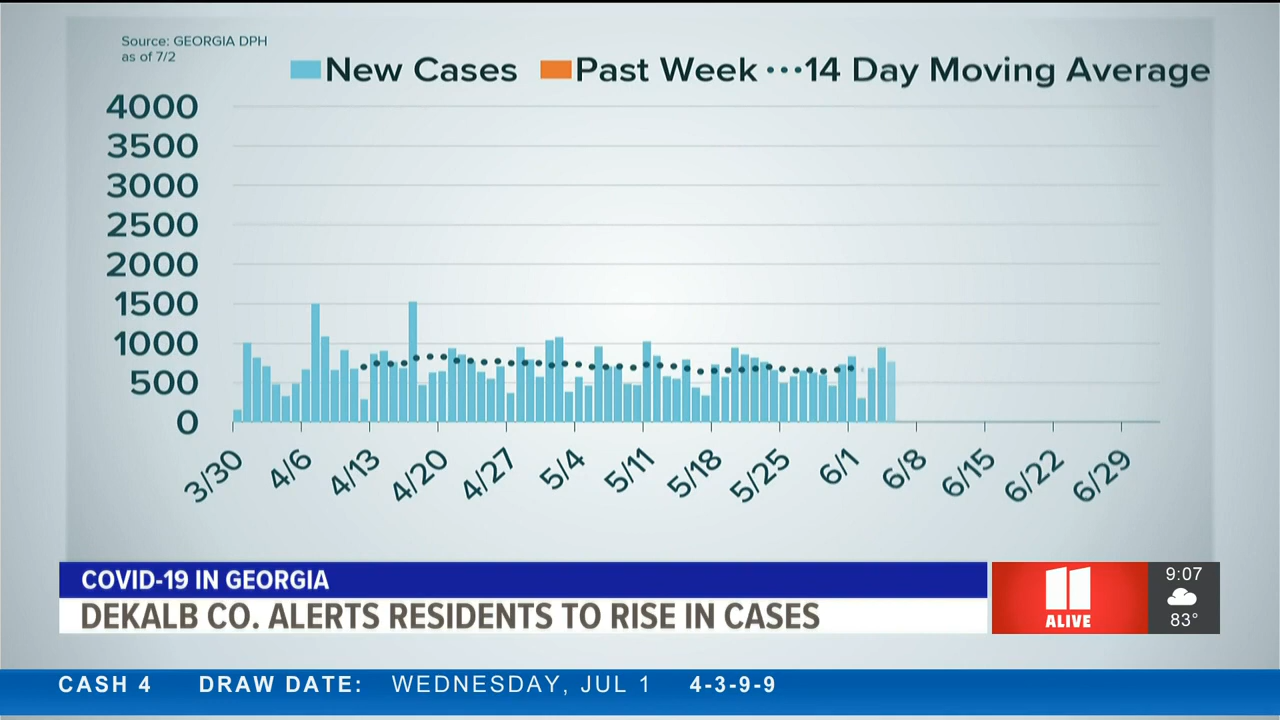 Source: GEORGIA DPH
as of 7/2
New Cases Past Week 14 Day Moving Average
4000
3500
3000
2500
2000
1500
1000
500
0
3/30 4/6 4/13 4/20 4/27 5/4 5/11 5/18 5/25 6/1 6/8 6/15 6/22 6/29
COVID-19 IN GEORGIA
DEKALB CO. ALERTS RESIDENTS TO RISE IN CASES
11
ALIVE
9:07
83°
CASH 4 DRAW DATE: WEDNESDAY, JUL 1 4-3-9-9